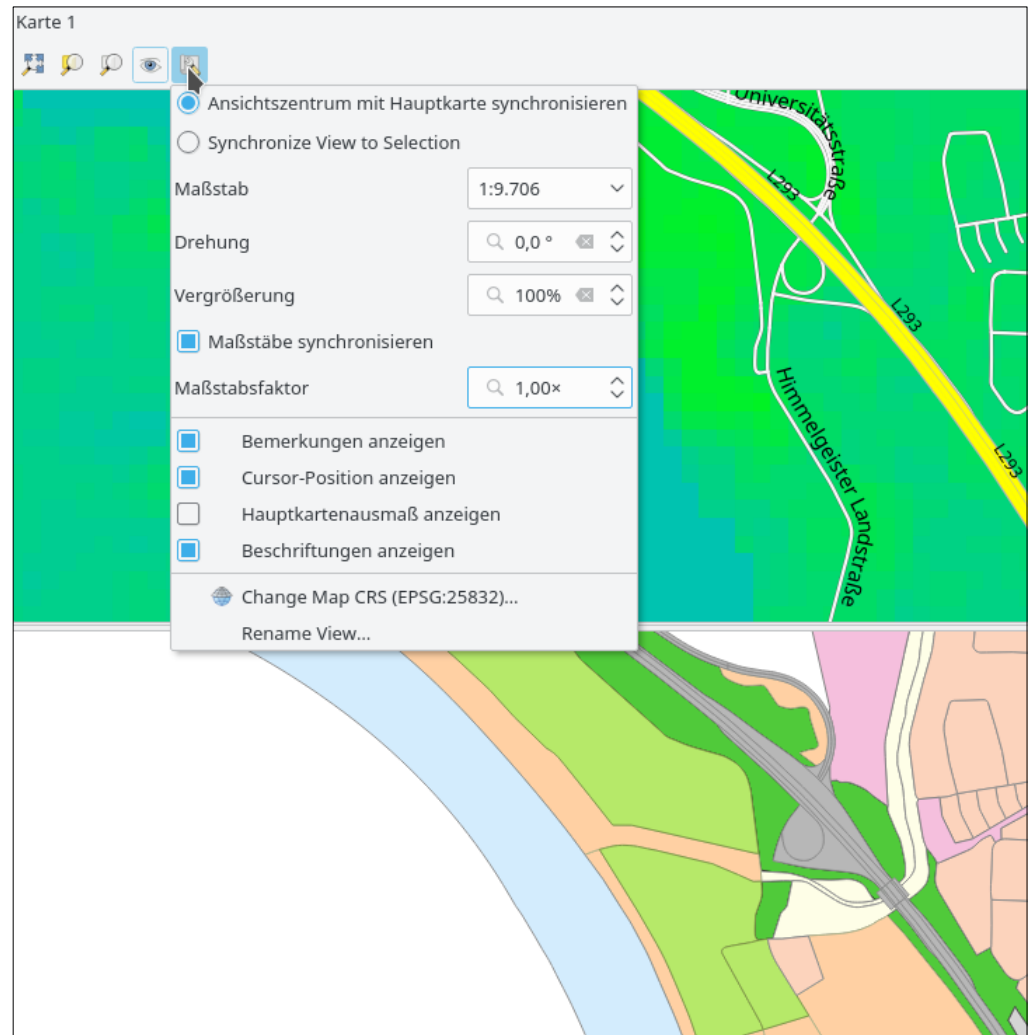 Karte 1
Ansichtszentrum mit Hauptkarte synchronisieren
Synchronize View to Selection
Maßstab 1:9.706
Drehung 0,0 °
Vergrößerung 100%
Maßstäbe synchronisieren
Maßstabsfaktor 1,00×
Bemerkungen anzeigen
Cursor-Position anzeigen
Hauptkartenausmaß anzeigen
Beschriftungen anzeigen
Change Map CRS (EPSG:25832)...
Rename View...
Universitätsstraße
L293
L293
Himmelgeister Landstraße
L293